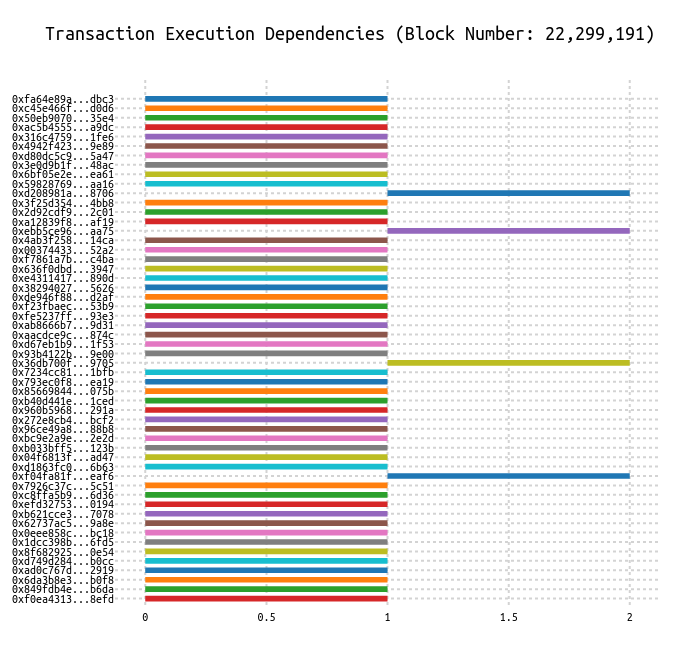 Transaction Execution Dependencies (Block Number: 22,299,191)
0xfa64e89a...dbc3
0xc45e466f...d0d6
0x50eb9070...35e4
0xac5b4555...a9dc
0x316c4759...1fe6
0x4942f423...9e89
0xd80dc5c9...5a47
0x3e0d9b1f...48ac
0x6bf05e2e...ea61
0x59828769...aa16
0xd208981a...8706
0x3f25d354...4bb8
0x2d92cdf9...2c01
0xa12839f8...af19
0xebb5ce96...aa75
0x4ab3f258...14ca
0x00374433...52a2
0xf7861a7b...c4ba
0x636f0dbd...3947
0xe4311417...890d
0x38294027...5626
0xde946f88...d2af
0xf23fbaec...53b9
0xfe5237ff...93e3
0xab8666b7...9d31
0xaacdce9c...874c
0xd67eb1b9...1f53
0x93b4122b...9e00
0x36db700f...9705
0x7234cc81...1bfb
0x793ec0f8...ea19
0x85669844...075b
0xb40d441e...1ced
0x960b5968...291a
0x272e8cb4...bcf2
0x96ce49a8...88b8
0xbc9e2a9e...2e2d
0xb033bff5...123b
0x04f6813f...ad47
0xd1863fc0...6b63
0xf04fa81f...eaf6
0x7926c37c...5c51
0xc8ffa5b9...6d36
0xefd32753...0194
0xb621cce3...7078
0x62737ac5...9a8e
0x0eee858c...bc18
0x1dcc398b...6fd5
0x8f682925...0e54
0xd749d284...b0cc
0xad0c767d...2919
0x6da3b8e3...b0f8
0x849fdb4e...b6da
0xf0ea4313...8efd
0 0.5 1 1.5 2